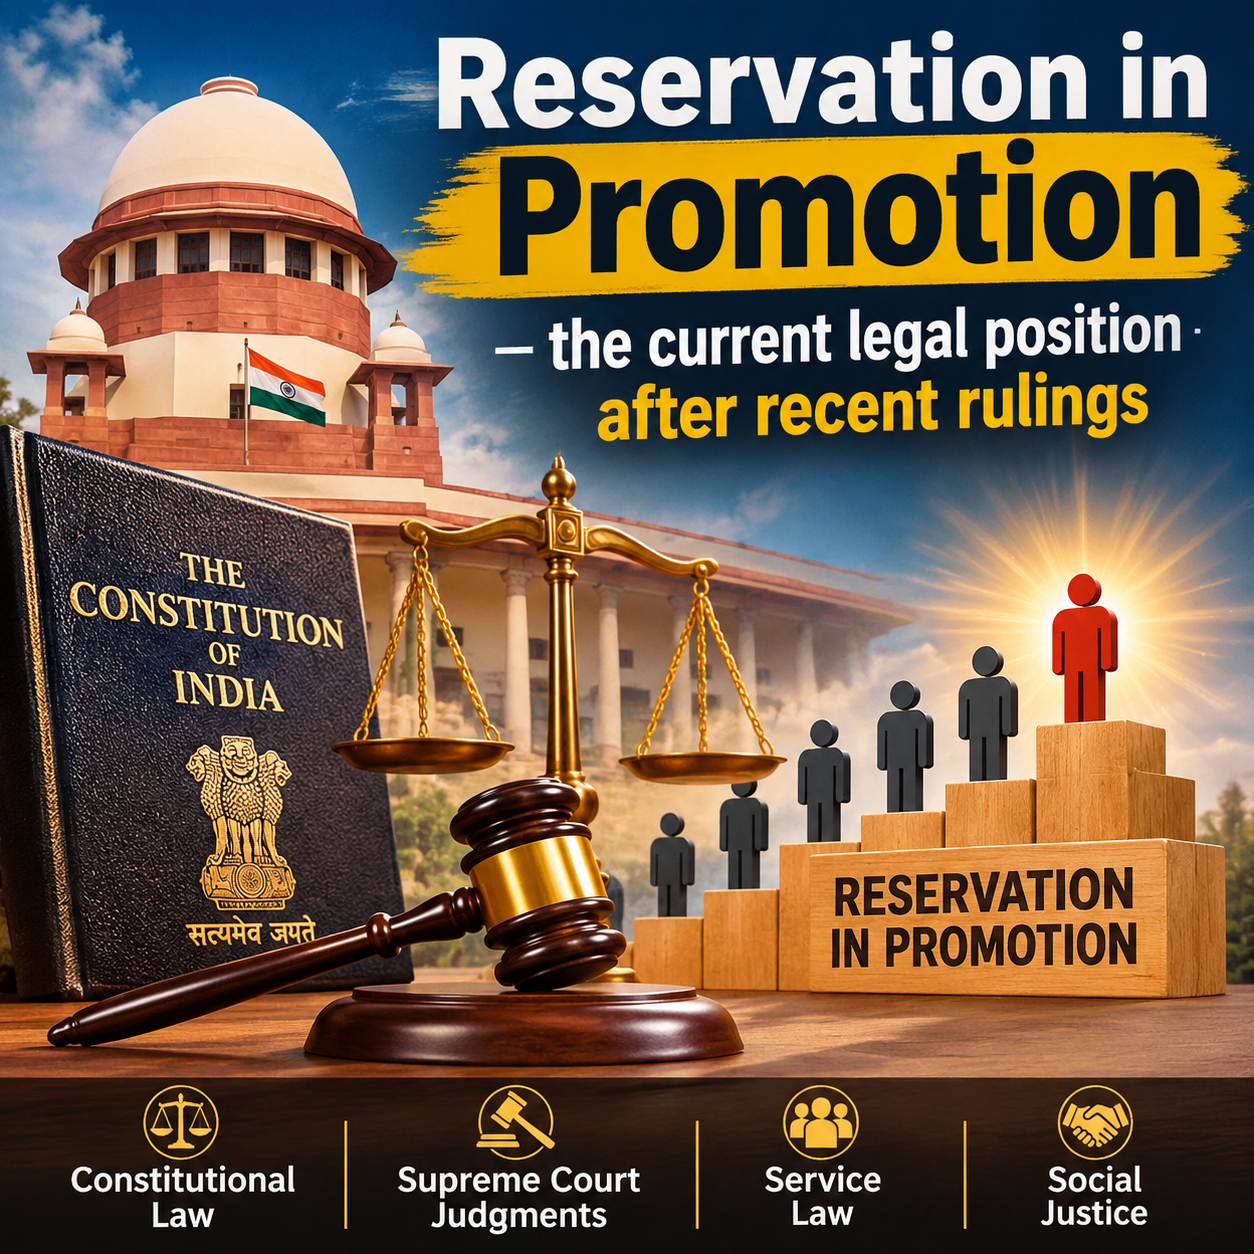 Reservation in
Promotion
– the current legal position -
after recent rulings
THE
CONSTITUTION
OF
INDIA
सत्यमेव जयते
RESERVATION
IN PROMOTION
Constitutional
Law
Supreme Court
Judgments
Service
Law
Social
Justice